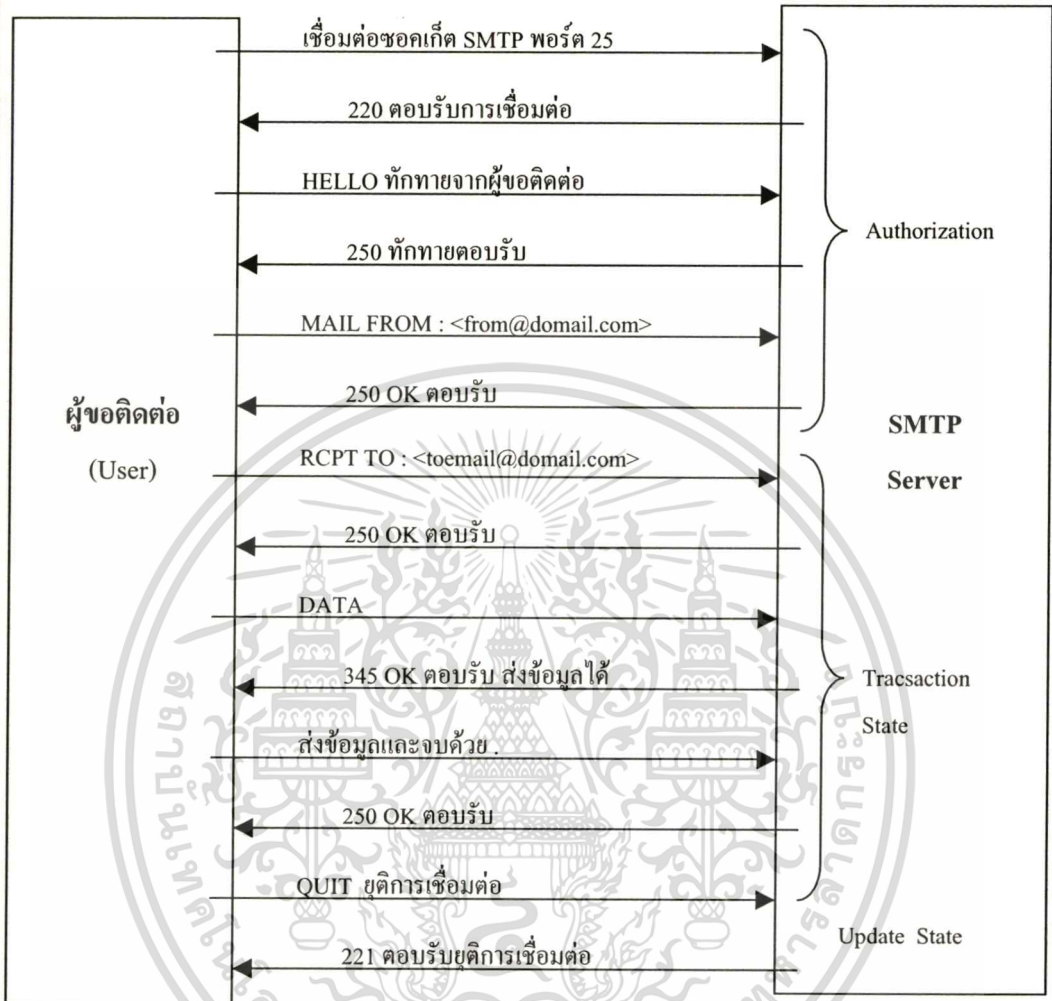 เชื่อมต่อซอคเก็ต SMTP พอร์ต 25
220 ตอบรับการเชื่อมต่อ
HELLO ทักทายจากผู้ขอติดต่อ
250 ทักทายตอบรับ
Authorization
MAIL FROM : <from@domail.com>
250 OK ตอบรับ
ผู้ขอติดต่อ
(User)
SMTP
Server
RCPT TO : <toemail@domail.com>
250 OK ตอบรับ
DATA
345 OK ตอบรับ ส่งข้อมูลได้
Tracsaction
State
ส่งข้อมูลและจบด้วย .
250 OK ตอบรับ
QUIT ยุติการเชื่อมต่อ
Update State
221 ตอบรับยุติการเชื่อมต่อ